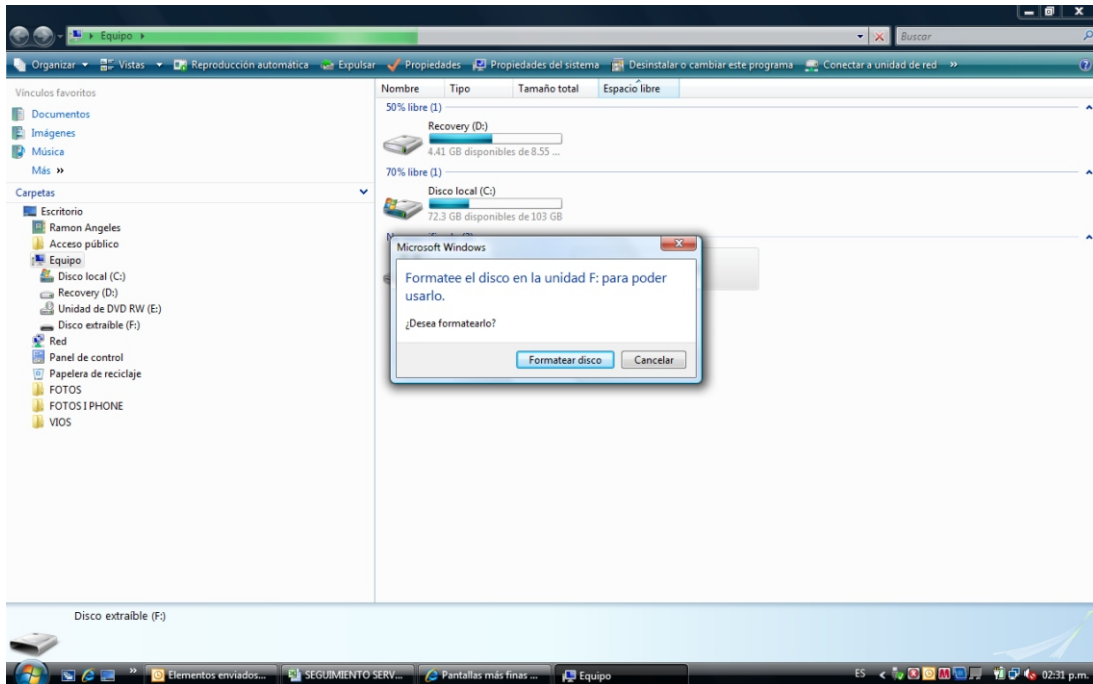 Equipo
Buscar
Organizar Vistas Reproducción automática Expulsar Propiedades Propiedades del sistema Desinstalar o cambiar este programa Conectar a unidad de red »
Vínculos favoritos
Documentos
Imágenes
Música
Más »
Carpetas
Escritorio
Ramon Angeles
Acceso público
Equipo
Disco local (C:)
Recovery (D:)
Unidad de DVD RW (E:)
Disco extraíble (F:)
Red
Panel de control
Papelera de reciclaje
FOTOS
FOTOS I PHONE
VIOS
Nombre Tipo Tamaño total Espacio libre
50% libre (1)
Recovery (D:)
4.41 GB disponibles de 8.55 ...
70% libre (1)
Disco local (C:)
72.3 GB disponibles de 103 GB
Microsoft Windows
Formatee el disco en la unidad F: para poder
usarlo.
¿Desea formatearlo?
Formatear disco Cancelar
Disco extraíble (F:)
» Elementos enviados... SEGUIMIENTO SERV... Pantallas más finas ... Equipo ES 02:31 p.m.